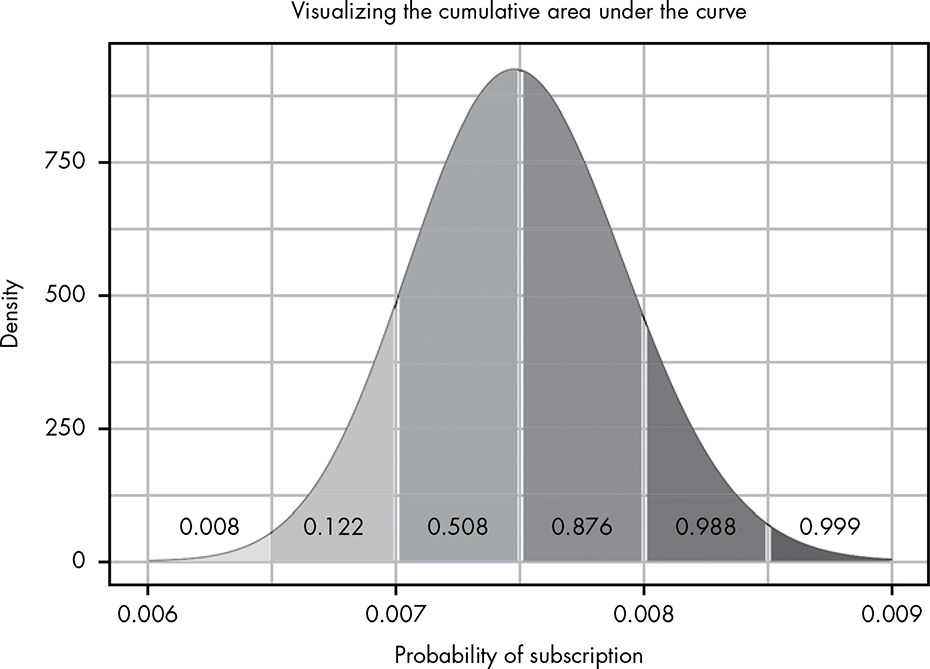 Visualizing the cumulative area under the curve
Density
750
500
250
0
0.008 0.122 0.508 0.876 0.988 0.999
0.006 0.007 0.008 0.009
Probability of subscription